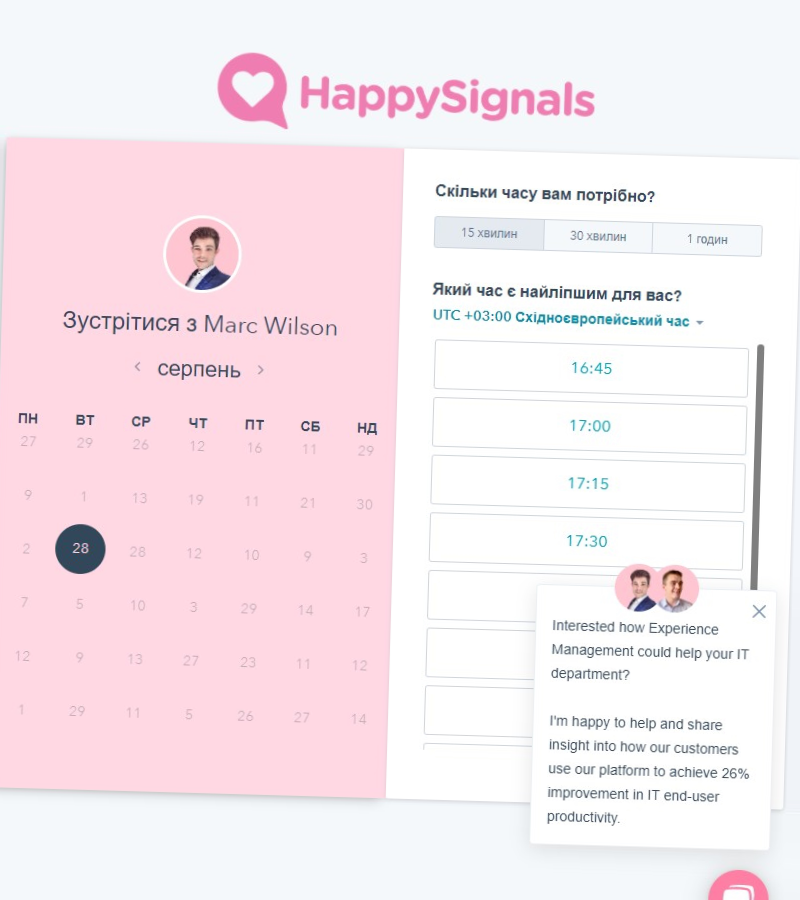 HappySignals
Зустрітися з Marc Wilson
серпень
ПН ВТ СР ЧТ ПТ СБ НД
27 29 26 12 16 11 29
9 1 13 19 11 21 30
2 28 28 12 10 9 3
7 5 10 3 29 14 17
12 9 13 27 23 11 12
1 29 11 5 26 27 14
Скільки часу вам потрібно?
15 хвилин 30 хвилин 1 годин
Який час є найліпшим для вас?
UTC +03:00 Східноєвропейський час
16:45
17:00
17:15
17:30
Interested how Experience
Management could help your IT
department?
I'm happy to help and share
insight into how our customers
use our platform to achieve 26%
improvement in IT end-user
productivity.